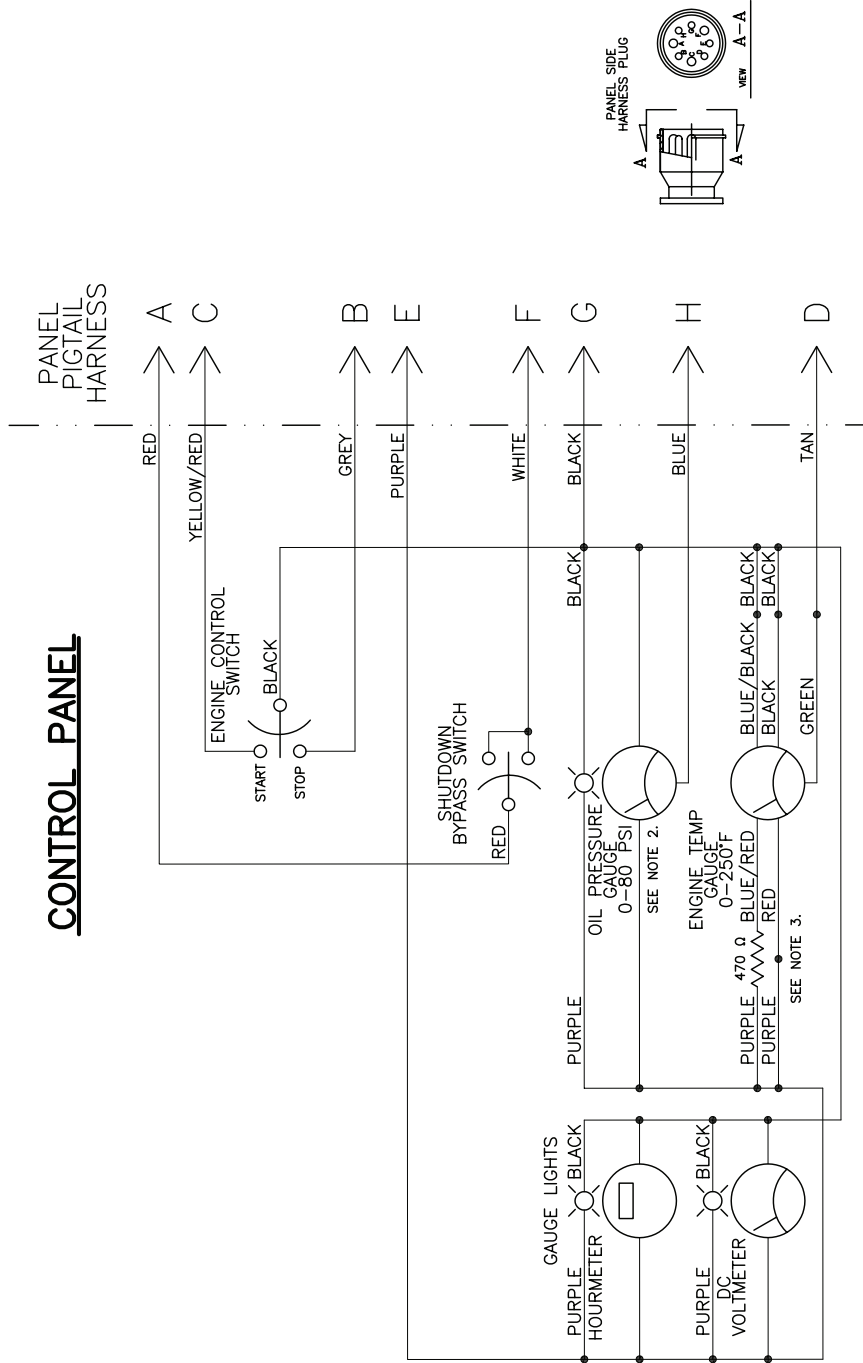 CONTROL PANEL
PANEL
PIGTAIL
HARNESS
RED
A
YELLOW/RED
C
ENGINE CONTROL
SWITCH
START
STOP
BLACK
GREY
B
PURPLE
E
SHUTDOWN
BYPASS SWITCH
RED
WHITE
F
GAUGE LIGHTS
PURPLE
BLACK
HOURMETER
PURPLE
BLACK
DC
VOLTMETER
PURPLE
OIL PRESSURE
GAUGE
0-80 PSI
SEE NOTE 2.
BLACK
BLACK
G
BLUE
H
ENGINE TEMP
GAUGE
0-250°F
PURPLE
470 Ω
BLUE/RED
BLUE/BLACK
BLACK
PURPLE
RED
BLACK
BLACK
SEE NOTE 3.
GREEN
TAN
D
PANEL SIDE
HARNESS PLUG
A
A
B
A
H
C
G
D
E
F
VIEW A-A